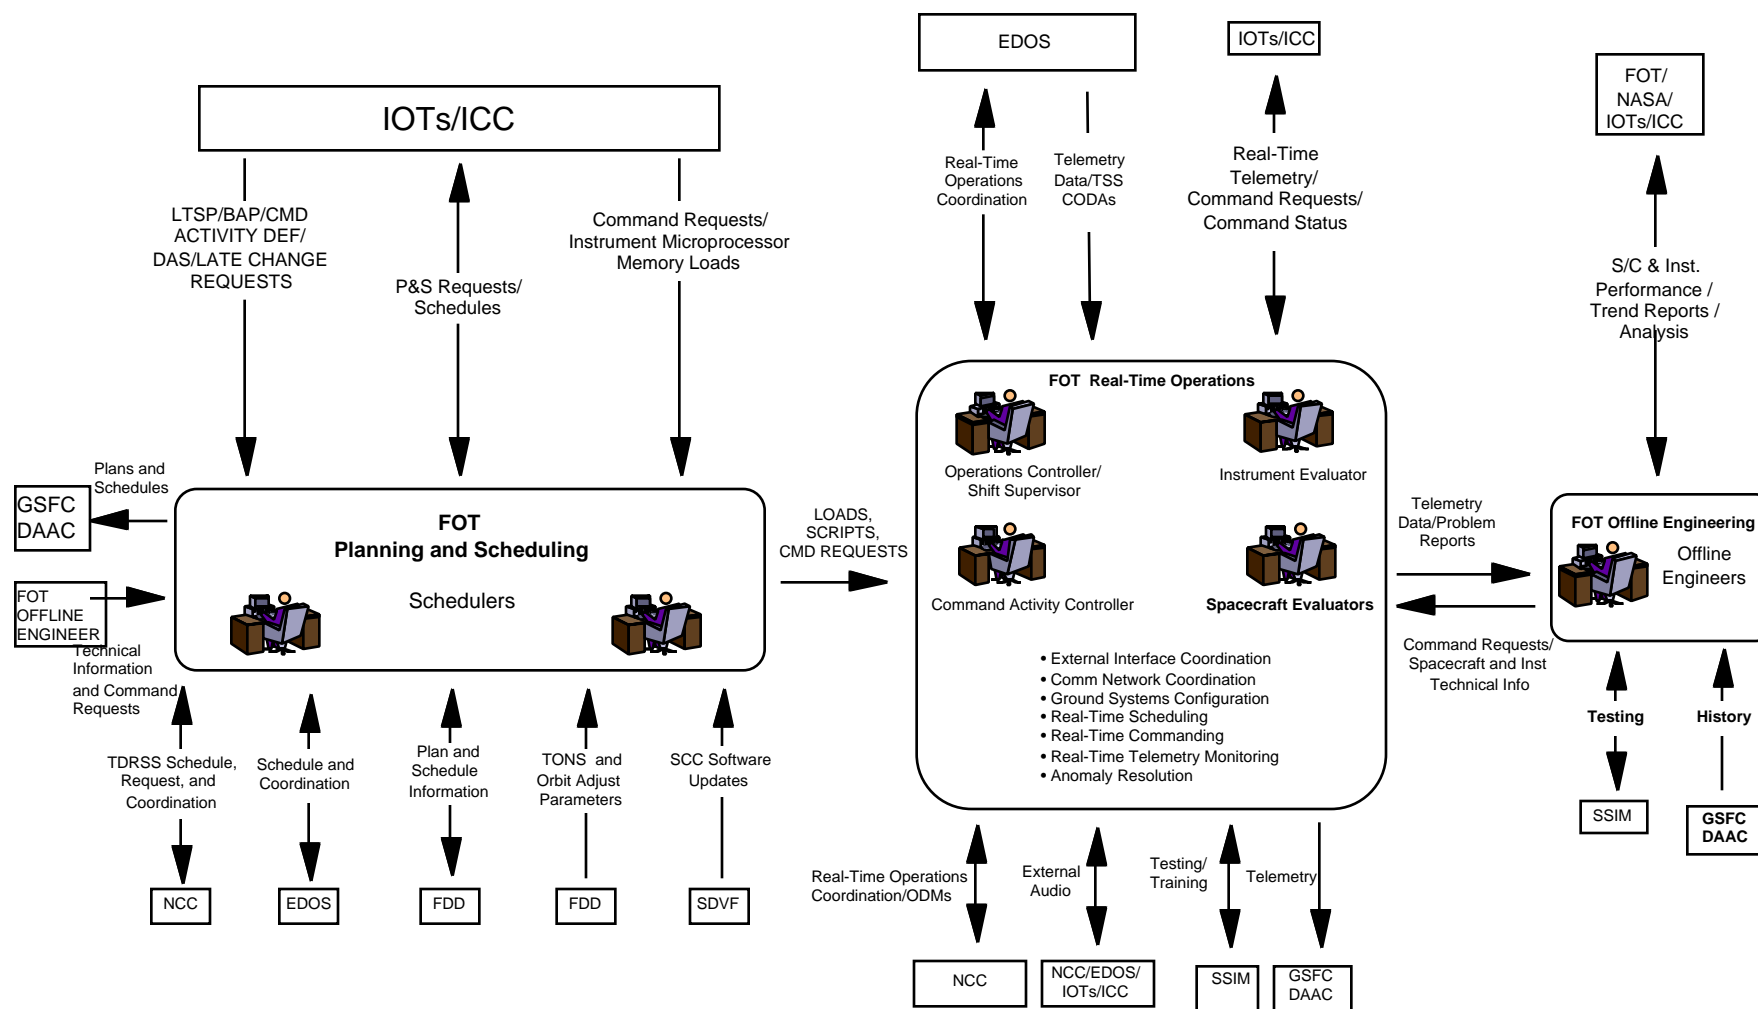 EDOS
IOTs/ICC
FOT/
NASA/
IOTs/ICC
IOTs/ICC
LTSP/BAP/CMD
ACTIVITY DEF/
DAS/LATE CHANGE
REQUESTS
P&S Requests/
Schedules
Command Requests/
Instrument Microprocessor
Memory Loads
Real-Time
Operations
Coordination
Telemetry
Data/TSS
CODAs
Real-Time
Telemetry/
Command Requests/
Command Status
S/C & Inst.
Performance /
Trend Reports /
Analysis
Plans and
Schedules
GSFC
DAAC
FOT
OFFLINE
ENGINEER
Technical
Information
and Command
Requests
FOT
Planning and Scheduling
Schedulers
LOADS,
SCRIPTS,
CMD REQUESTS
FOT Real-Time Operations
Operations Controller/
Shift Supervisor
Instrument Evaluator
Command Activity Controller
Spacecraft Evaluators
• External Interface Coordination
• Comm Network Coordination
• Ground Systems Configuration
• Real-Time Scheduling
• Real-Time Commanding
• Real-Time Telemetry Monitoring
• Anomaly Resolution
Telemetry
Data/Problem
Reports
Command Requests/
Spacecraft and Inst
Technical Info
FOT Offline Engineering
Offline
Engineers
Testing
History
SSIM
GSFC
DAAC
TDRSS Schedule,
Request, and
Coordination
Schedule and
Coordination
Plan and
Schedule
Information
TONS and
Orbit Adjust
Parameters
SCC Software
Updates
NCC
EDOS
FDD
FDD
SDVF
Real-Time Operations
Coordination/ODMs
External
Audio
Testing/
Training
Telemetry
NCC
NCC/EDOS/
IOTs/ICC
SSIM
GSFC
DAAC